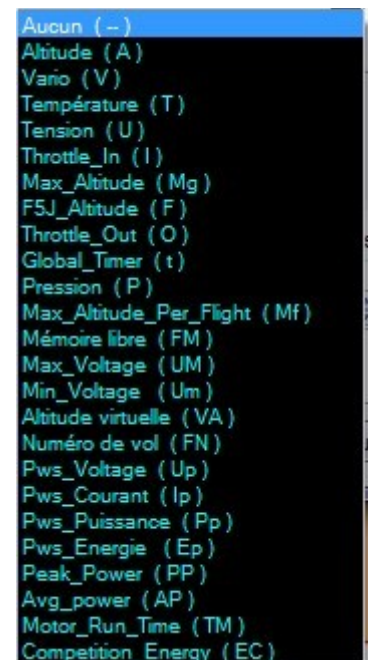 Aucun ( -- )
Altitude ( A )
Vario ( V )
Température ( T )
Tension ( U )
Throttle_In ( I )
Max_Altitude ( Mg )
F5J_Altitude ( F )
Throttle_Out ( O )
Global_Timer ( t )
Pression ( P )
Max_Altitude_Per_Flight ( Mf )
Mémoire libre ( FM )
Max_Voltage ( UM )
Min_Voltage ( Um )
Altitude virtuelle ( VA )
Numéro de vol ( FN )
Pws_Voltage ( Up )
Pws_Courant ( Ip )
Pws_Puissance ( Pp )
Pws_Energie ( Ep )
Peak_Power ( PP )
Avg_power ( AP )
Motor_Run_Time ( TM )
Competition_Energy ( EC )